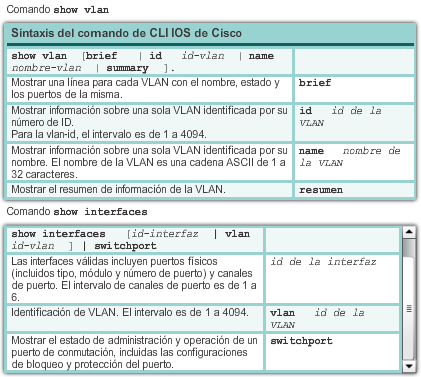 Comando show vlan
Sintaxis del comando de CLI IOS de Cisco
show vlan [brief | id id-vlan | name
nombre-vlan | summary ].
Mostrar una línea para cada VLAN con el nombre, estado y
los puertos de la misma.
brief
Mostrar información sobre una sola VLAN identificada por su
número de ID.
Para la vlan-id, el intervalo es de 1 a 4094.
id id de la
VLAN
Mostrar información sobre una sola VLAN identificada por su
nombre. El nombre de la VLAN es una cadena ASCII de 1 a
32 caracteres.
name nombre de
la VLAN
Mostrar el resumen de información de la VLAN.
resumen
Comando show interfaces
show interfaces [id-interfaz | vlan
id-vlan ] | switchport
Las interfaces válidas incluyen puertos físicos
(incluidos tipo, módulo y número de puerto) y canales
de puerto. El intervalo de canales de puerto es de 1 a
6.
id de la interfaz
Identificación de VLAN. El intervalo es de 1 a 4094.
vlan id de la
VLAN
Mostrar el estado de administración y operación de un
puerto de conmutación, incluidas las configuraciones
de bloqueo y protección del puerto.
switchport